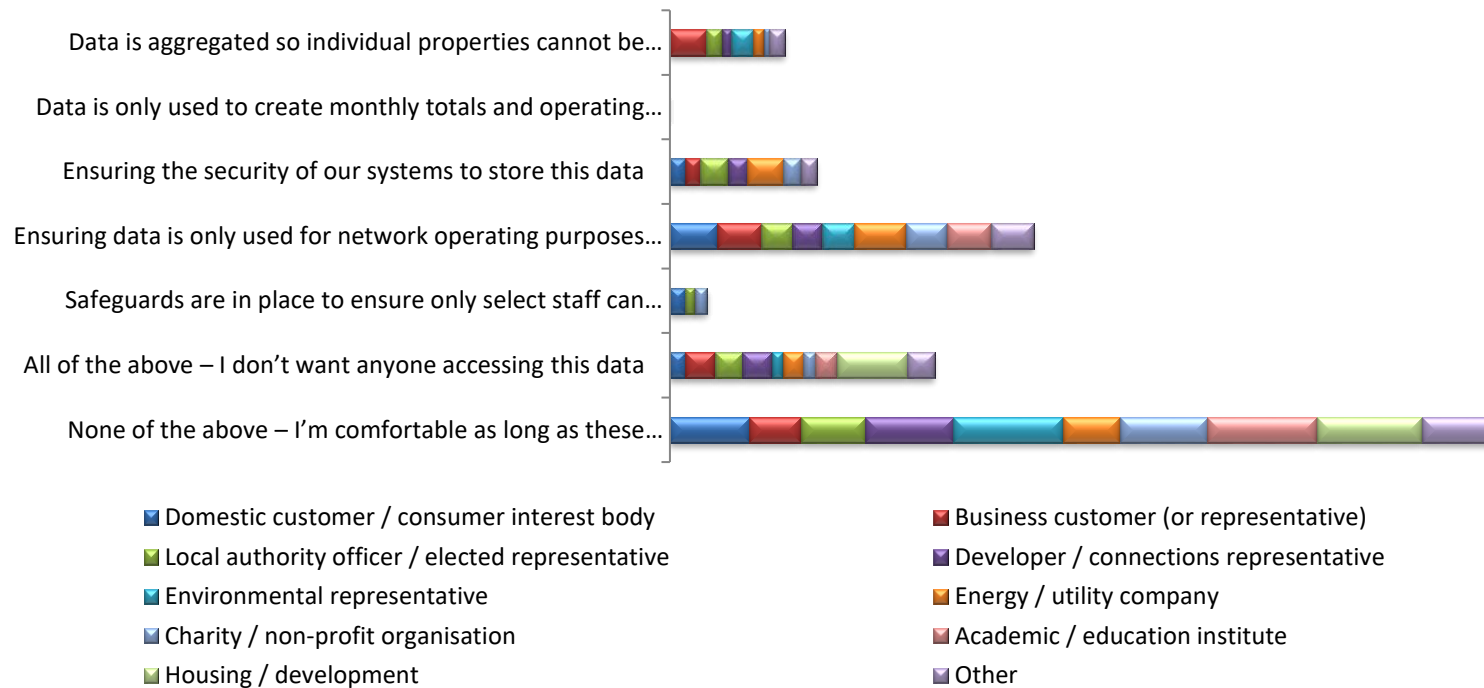 Data is aggregated so individual properties cannot be…
Data is only used to create monthly totals and operating…
Ensuring the security of our systems to store this data
Ensuring data is only used for network operating purposes…
Safeguards are in place to ensure only select staff can…
All of the above – I don’t want anyone accessing this data
None of the above – I’m comfortable as long as these…
Domestic customer / consumer interest body
Business customer (or representative)
Local authority officer / elected representative
Developer / connections representative
Environmental representative
Energy / utility company
Charity / non-profit organisation
Academic / education institute
Housing / development
Other